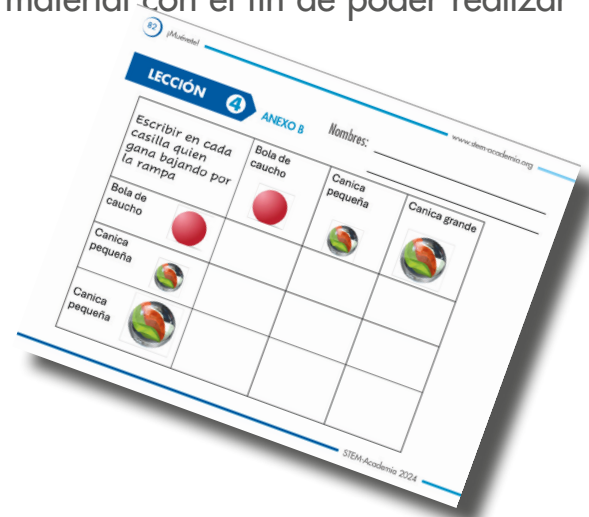 material con el fin de poder realizar
82 ¡Muévete!
www.stem-academia.org
LECCIÓN 4
ANEXO B
Nombres:
Escribir en cada
casilla quien
gana bajando por
la rampa
Bola de
caucho
Canica
pequeña
Canica grande
Bola de
caucho
Canica
pequeña
Canica
pequeña
STEM-Academia 2024